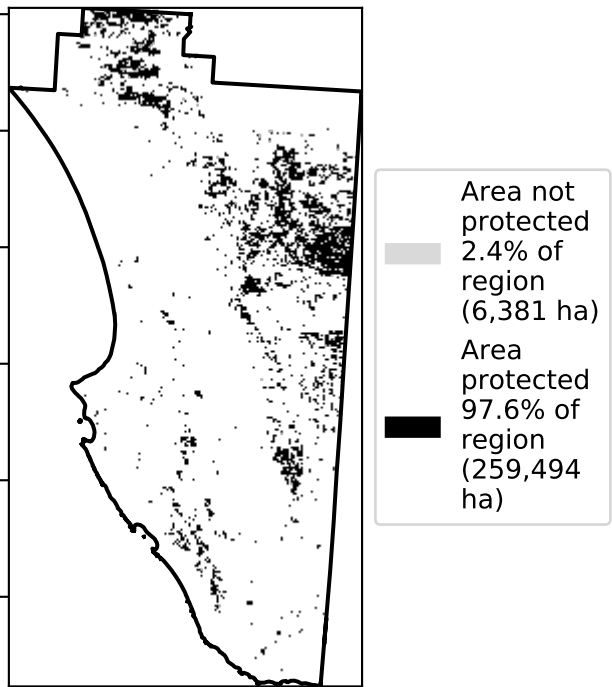 Area not
protected
2.4% of
region
(6,381 ha)
Area
protected
97.6% of
region
(259,494
ha)